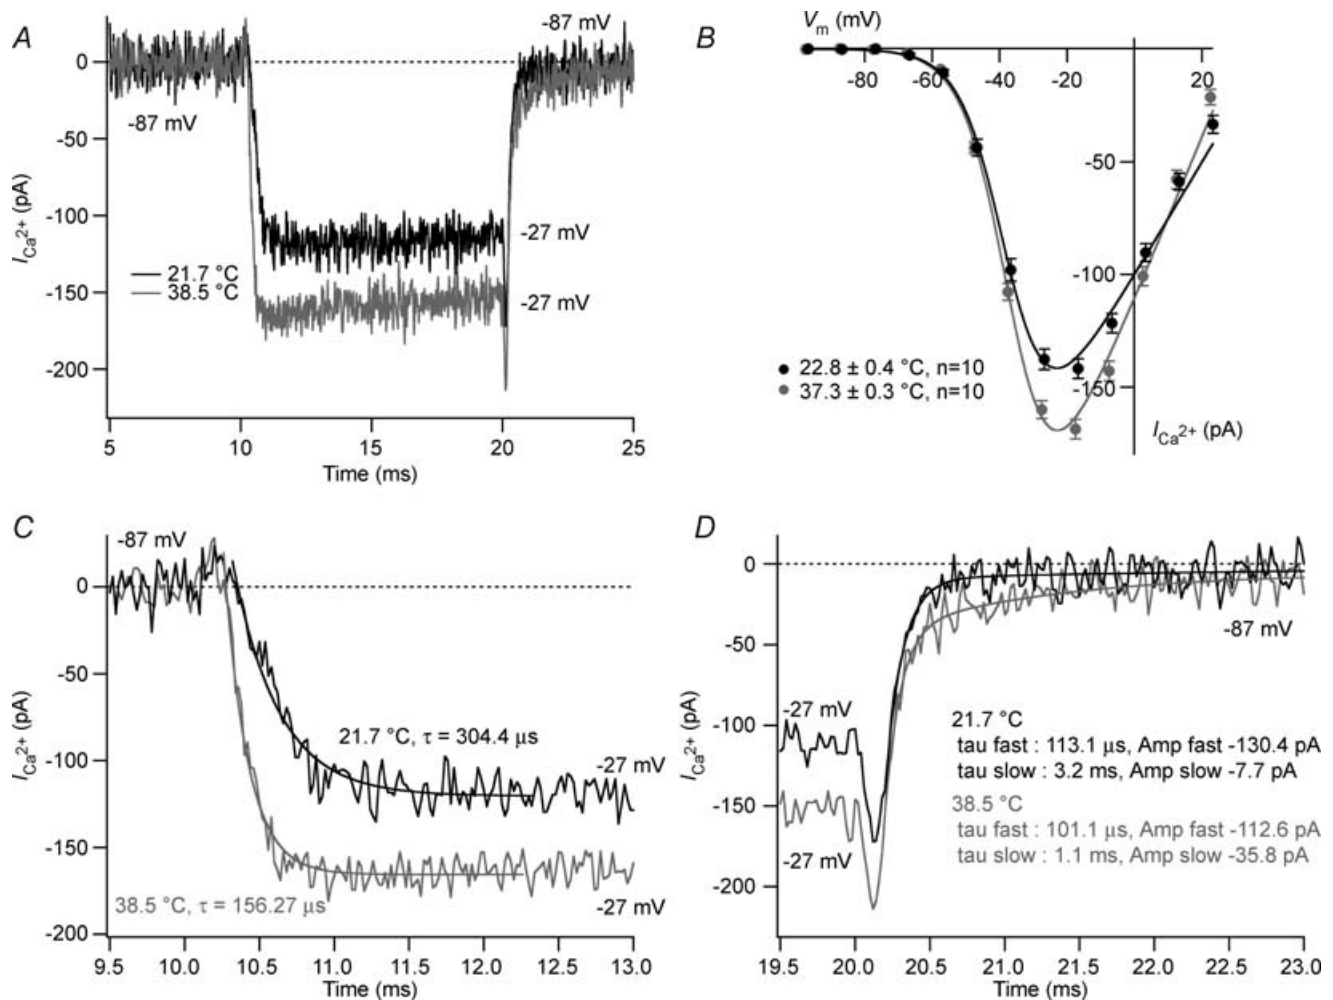 A
-87 mV
0
-50
-100
-150
-200
I Ca2+ (pA)
-87 mV
-27 mV
-27 mV
21.7 °C
38.5 °C
5
10
15
20
25
Time (ms)
B
Vm (mV)
-80
-60
-40
-20
20
-50
-100
-150
22.8 ± 0.4 °C, n=10
37.3 ± 0.3 °C, n=10
I Ca2+ (pA)
C
-87 mV
0
-50
-100
-150
-200
I Ca2+ (pA)
21.7 °C, τ = 304.4 µs
-27 mV
38.5 °C, τ = 156.27 µs
-27 mV
9.5
10.0
10.5
11.0
11.5
12.0
12.5
13.0
Time (ms)
D
0
-50
-100
-150
-200
I Ca2+ (pA)
-87 mV
-27 mV
-27 mV
21.7 °C
tau fast : 113.1 µs, Amp fast -130.4 pA
tau slow : 3.2 ms, Amp slow -7.7 pA
38.5 °C
tau fast : 101.1 µs, Amp fast -112.6 pA
tau slow : 1.1 ms, Amp slow -35.8 pA
19.5
20.0
20.5
21.0
21.5
22.0
22.5
23.0
Time (ms)